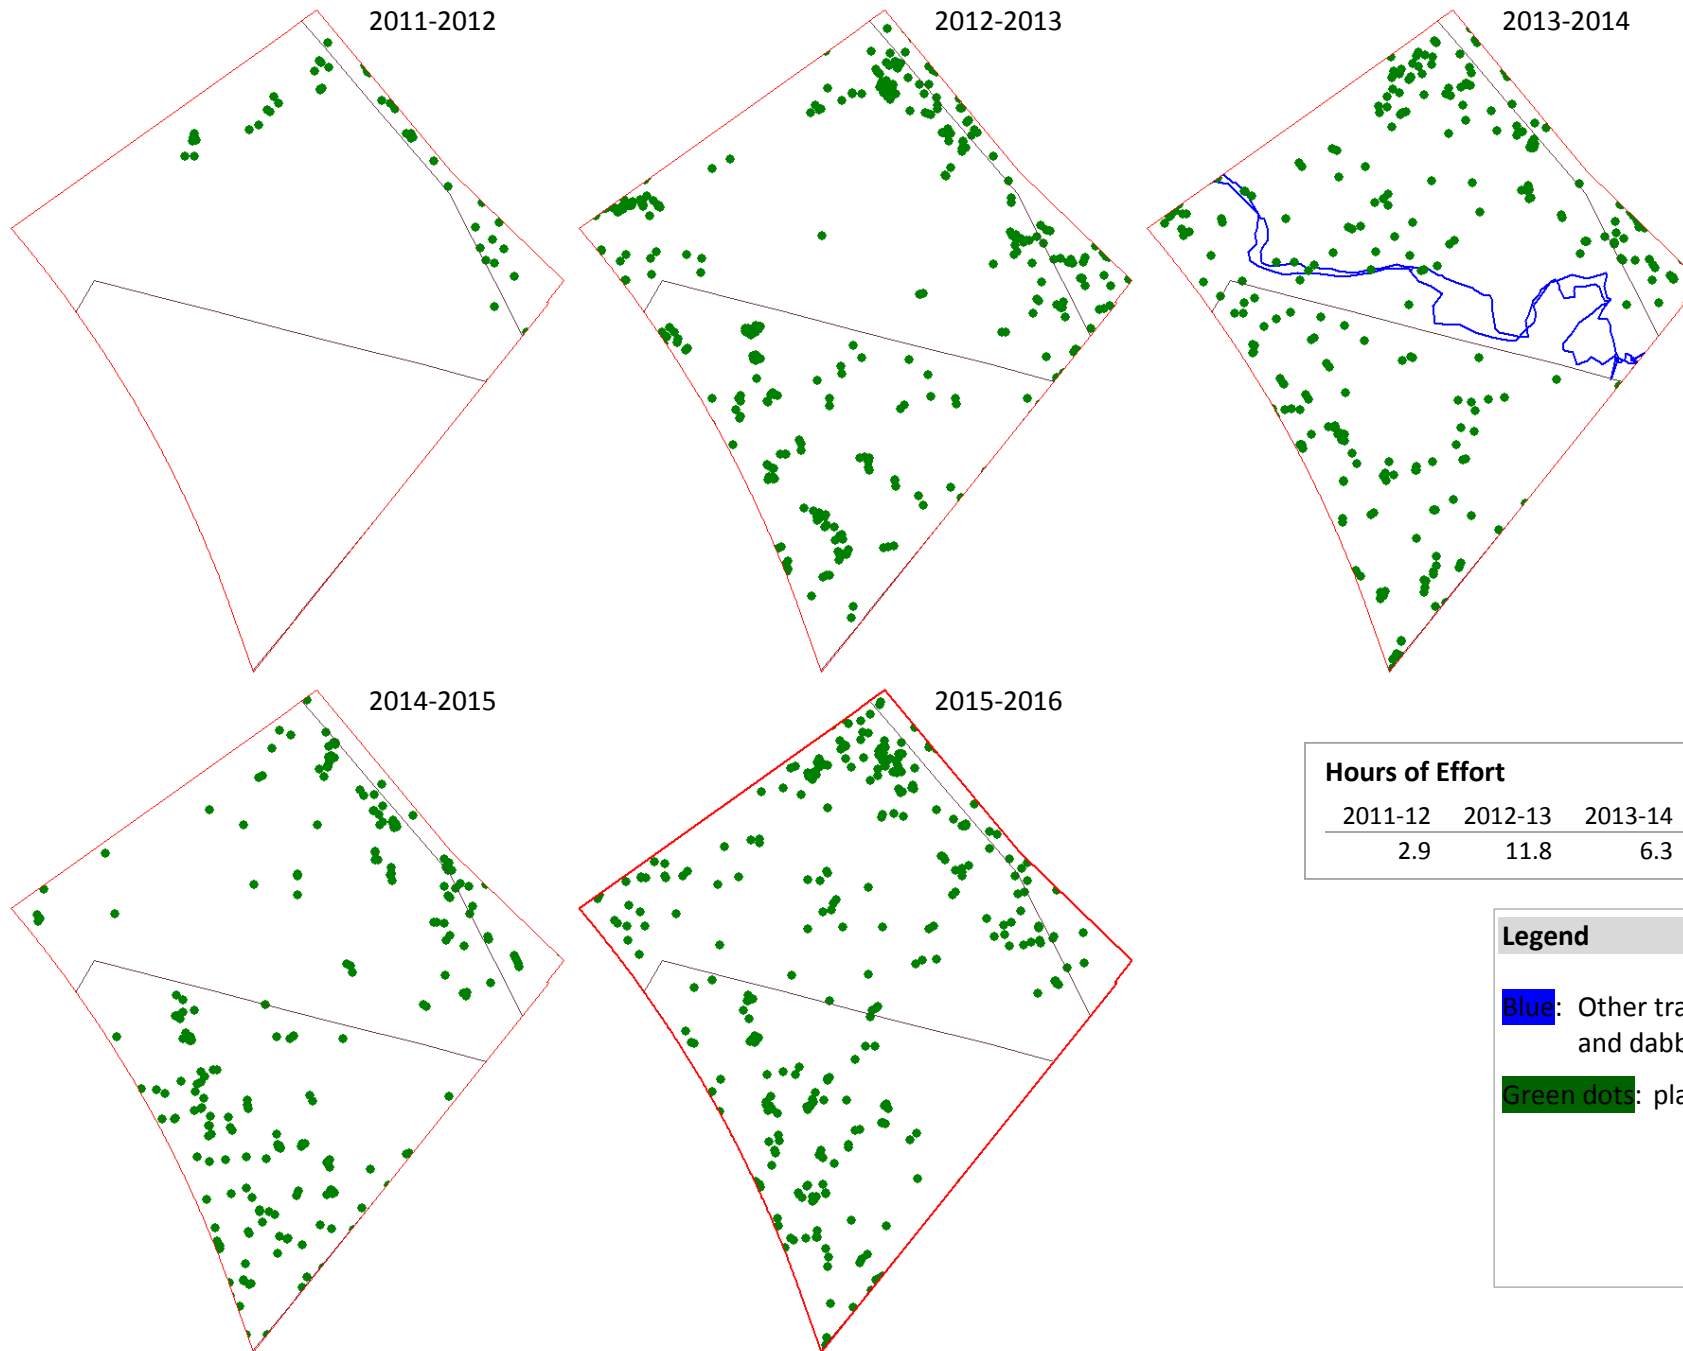 2011-2012
2012-2013
2013-2014
2014-2015
2015-2016
Hours of Effort
2011-12 2012-13 2013-14
2.9 11.8 6.3
Legend
Blue: Other tra
and dabb
Green dots: pla